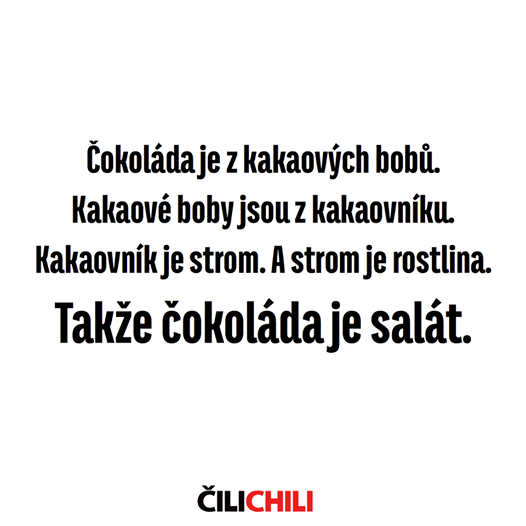 Čokoláda je z kakaových bobů.
Kakaové boby jsou z kakaovníku.
Kakaovník je strom. A strom je rostlina.
Takže čokoláda je salát.
ČILICHILI